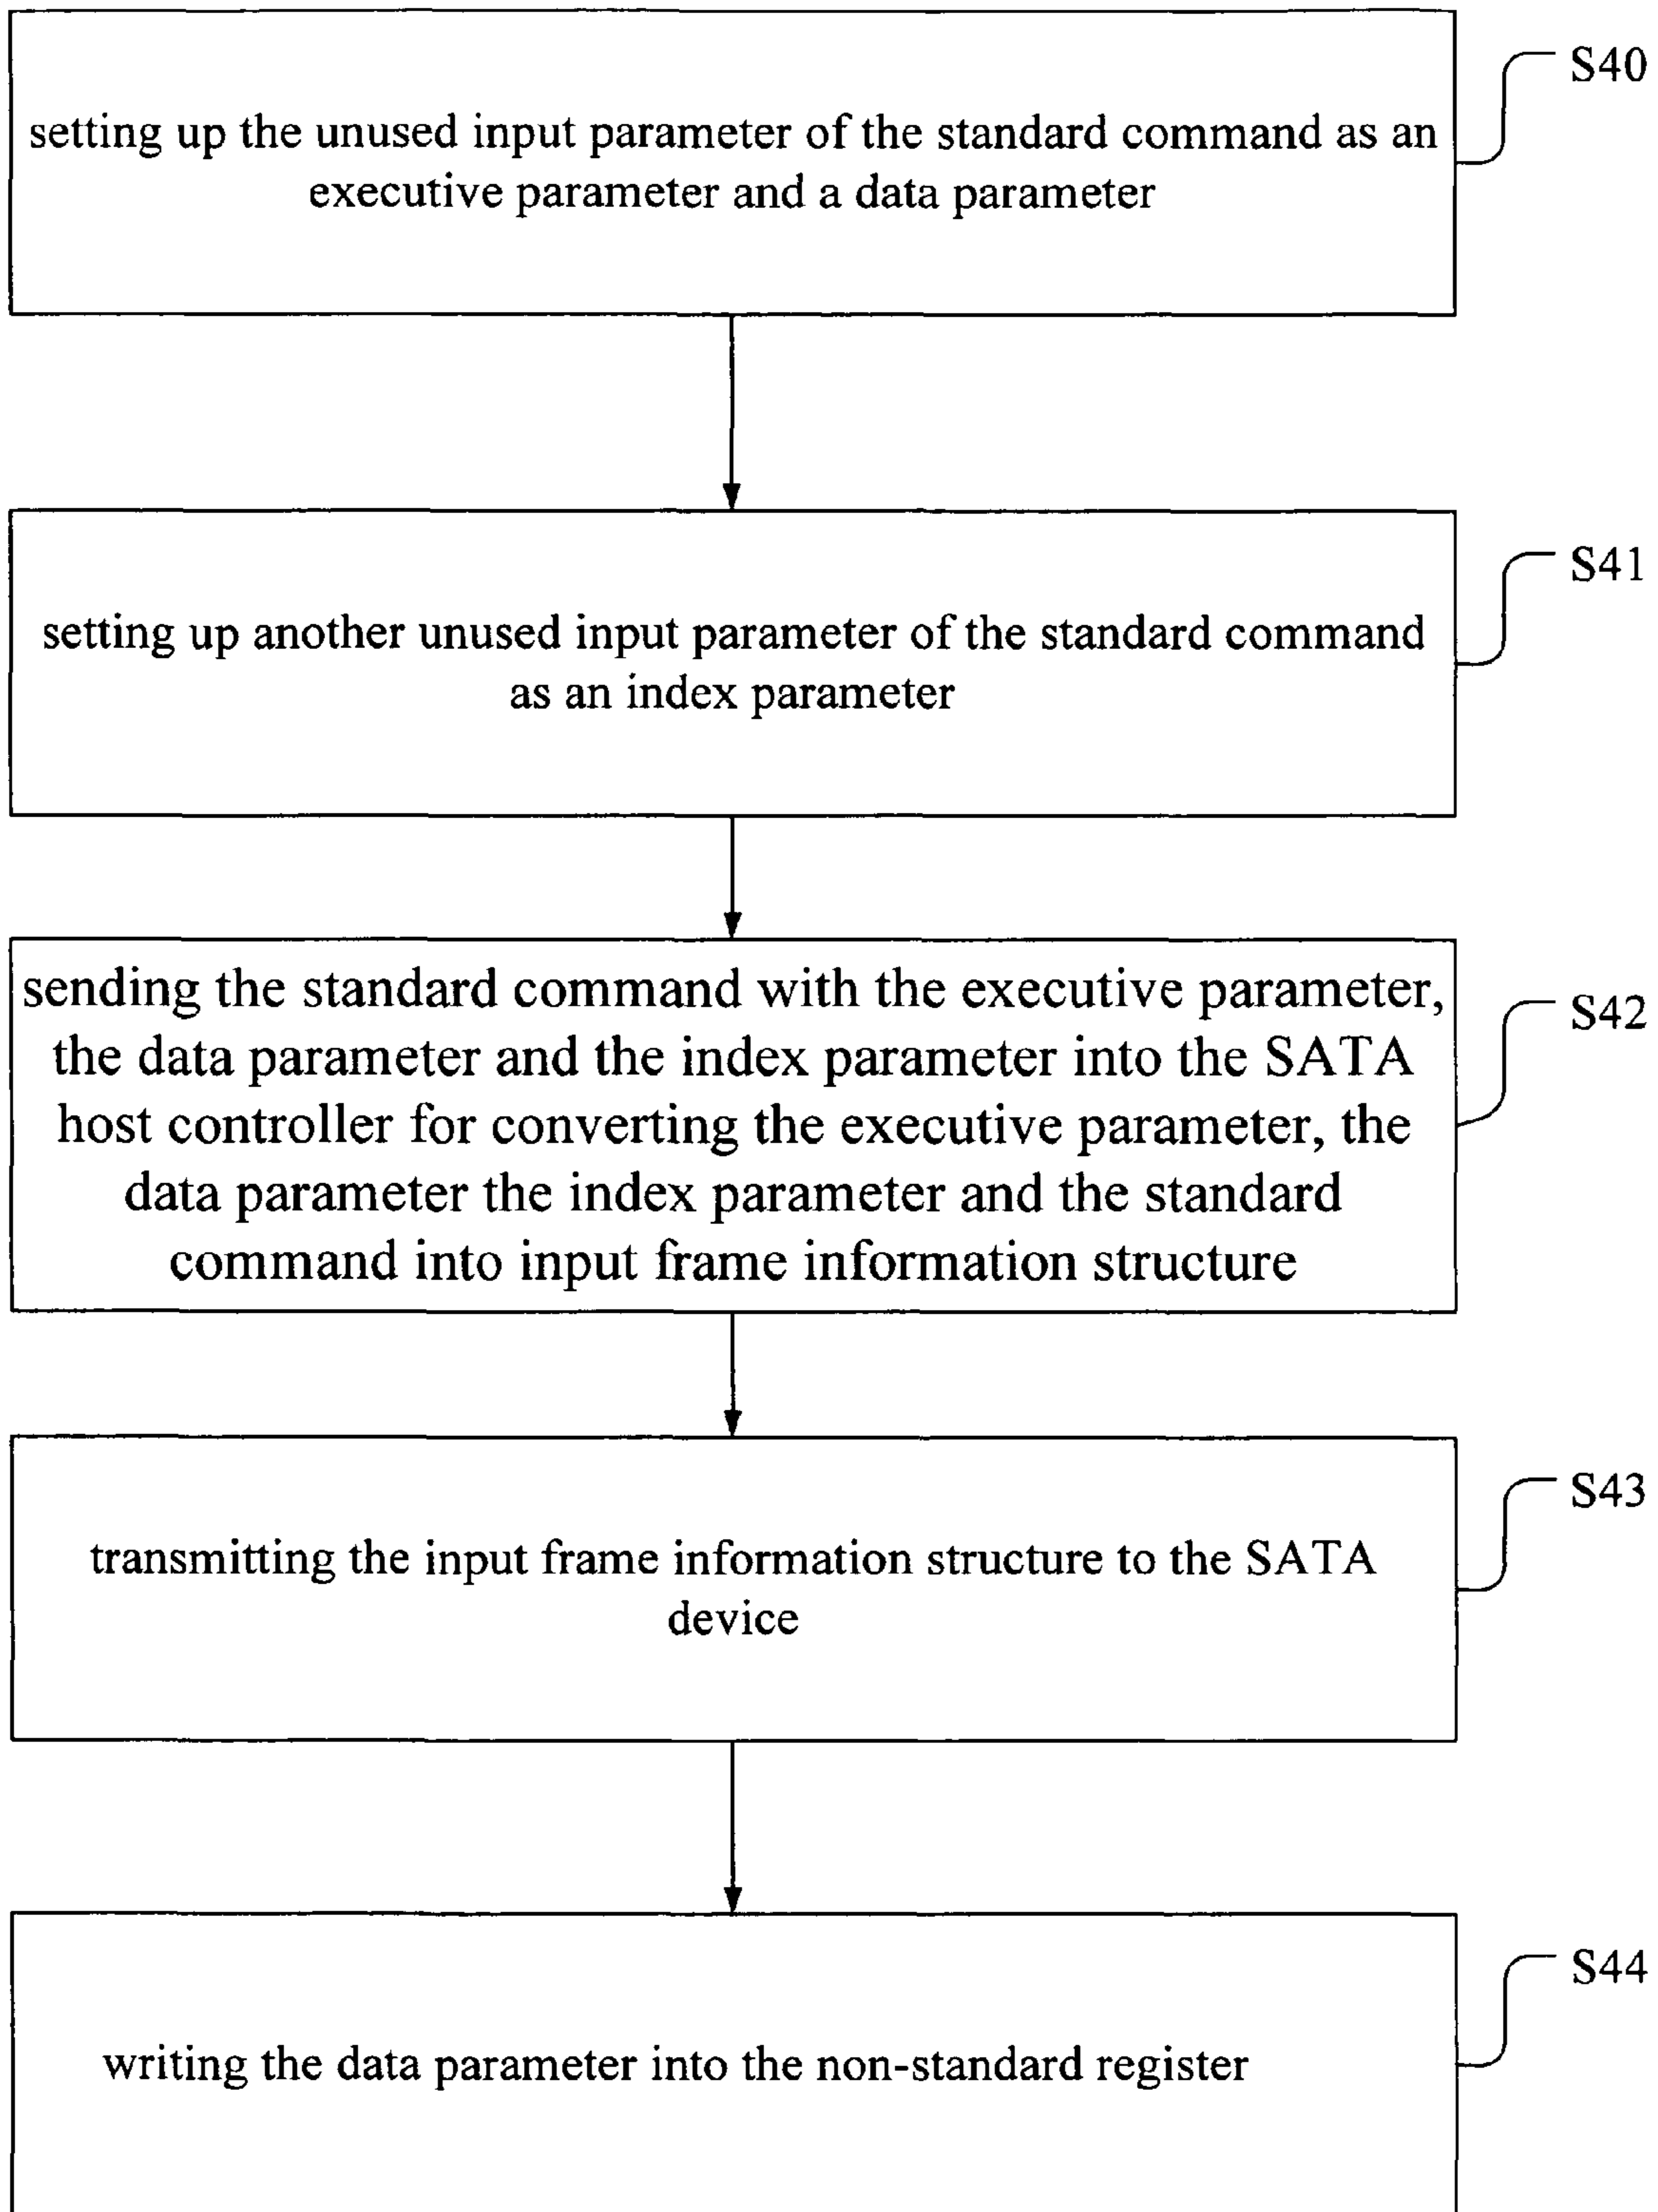 S40
setting up the unused input parameter of the standard command as an
executive parameter and a data parameter
S41
setting up another unused input parameter of the standard command
as an index parameter
S42
sending the standard command with the executive parameter,
the data parameter and the index parameter into the SATA
host controller for converting the executive parameter, the
data parameter the index parameter and the standard
command into input frame information structure
S43
transmitting the input frame information structure to the SATA
device
S44
writing the data parameter into the non-standard register